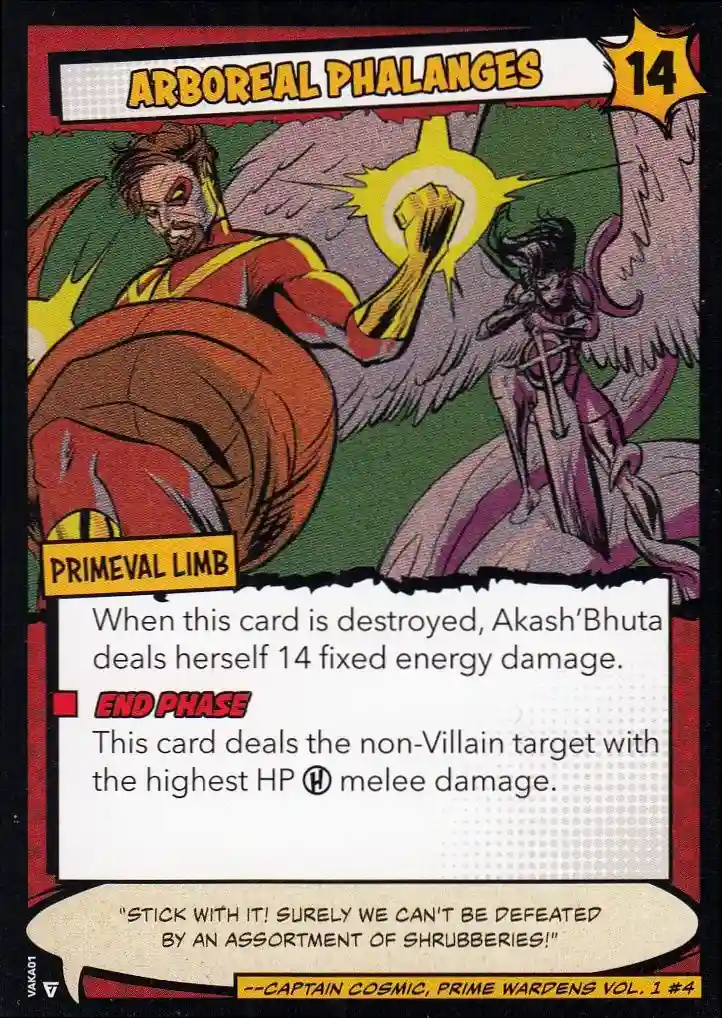 ARBOREAL PHALANGES
14
PRIMEVAL LIMB
When this card is destroyed, Akash'Bhuta
deals herself 14 fixed energy damage.
END PHASE
This card deals the non-Villain target with
the highest HP Ⓗ melee damage.
"STICK WITH IT! SURELY WE CAN'T BE DEFEATED
BY AN ASSORTMENT OF SHRUBBERIES!"
--CAPTAIN COSMIC, PRIME WARDENS VOL. 1 #4
VAKA01